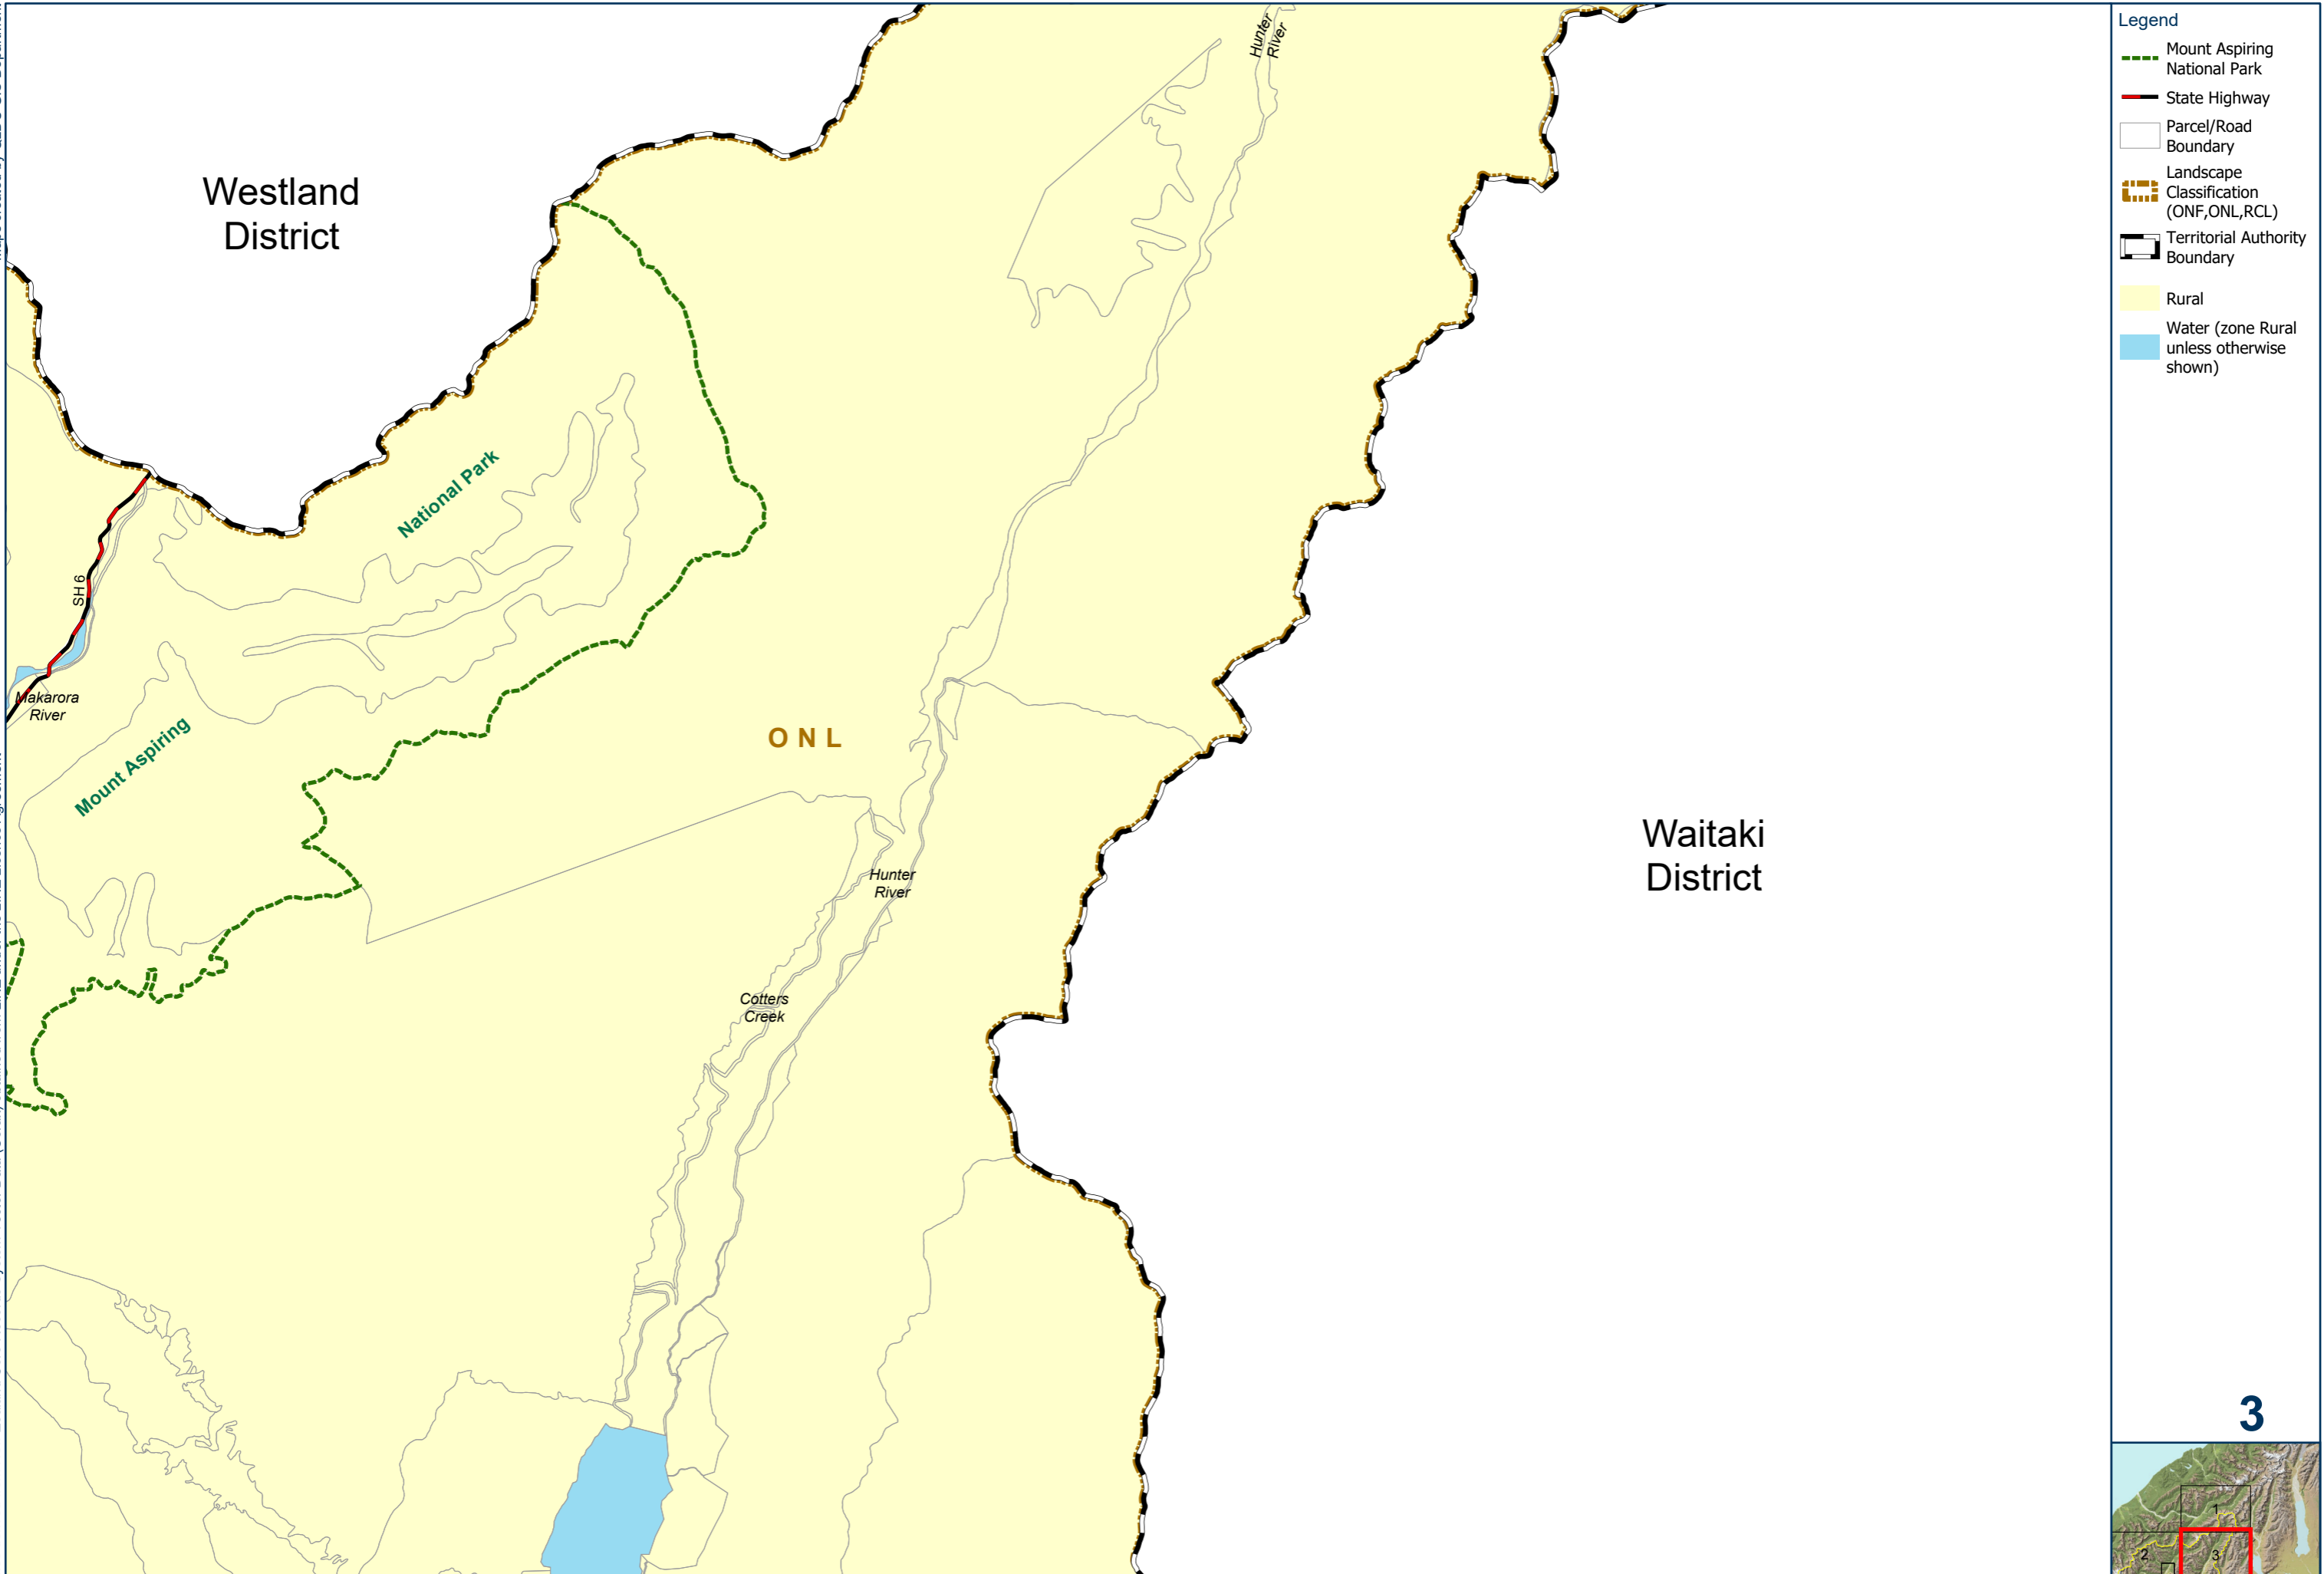 Hunter
River
Westland
District
National Park
SH 6
Makarora
River
Mount Aspiring
O N L
Hunter
River
Cotters
Creek
Waitaki
District
Legend
Mount Aspiring
National Park
State Highway
Parcel/Road
Boundary
Landscape
Classification
(ONF,ONL,RCL)
Territorial Authority
Boundary
Rural
Water (zone Rural
unless otherwise
shown)
3
1
2
3